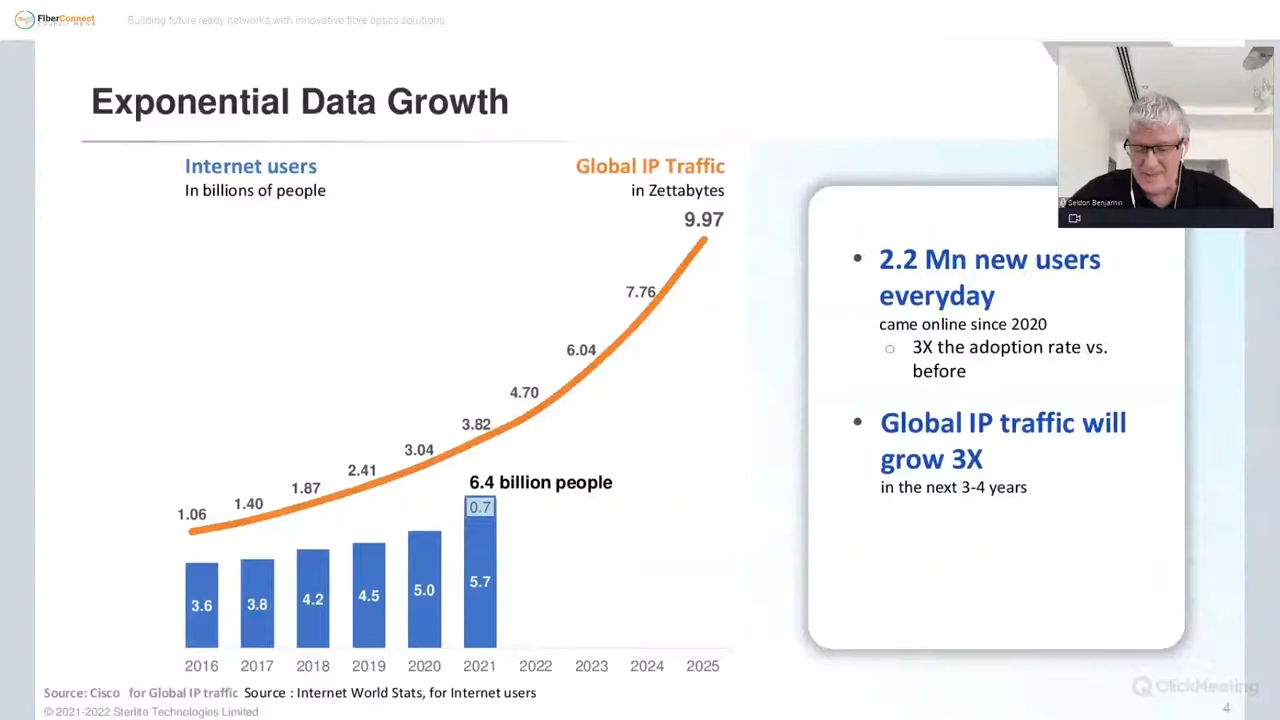 FiberConnect
Council MENA
Building future ready networks with innovative fibre optics solutions
Exponential Data Growth
Internet users
In billions of people
Global IP Traffic
in Zettabytes
9.97
7.76
6.04
4.70
3.82
3.04
2.41
1.87
1.40
1.06
6.4 billion people
0.7
3.6
3.8
4.2
4.5
5.0
5.7
2016 2017 2018 2019 2020 2021 2022 2023 2024 2025
Source: Cisco for Global IP traffic Source : Internet World Stats, for Internet users
© 2021-2022 Sterlite Technologies Limited
Seldon Benjamin
• 2.2 Mn new users
everyday
came online since 2020
○ 3X the adoption rate vs.
before
• Global IP traffic will
grow 3X
in the next 3-4 years
ClickMeeting
4